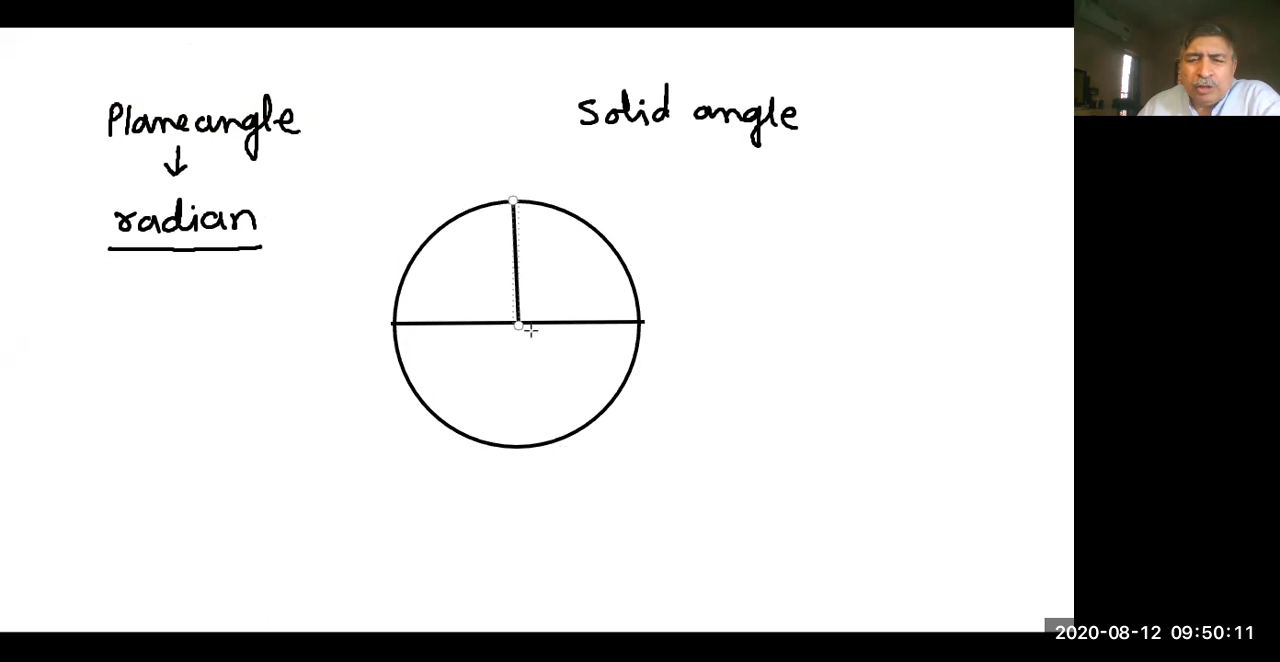 Plane angle
Solid angle
↓
radian
2020-08-12 09:50:11